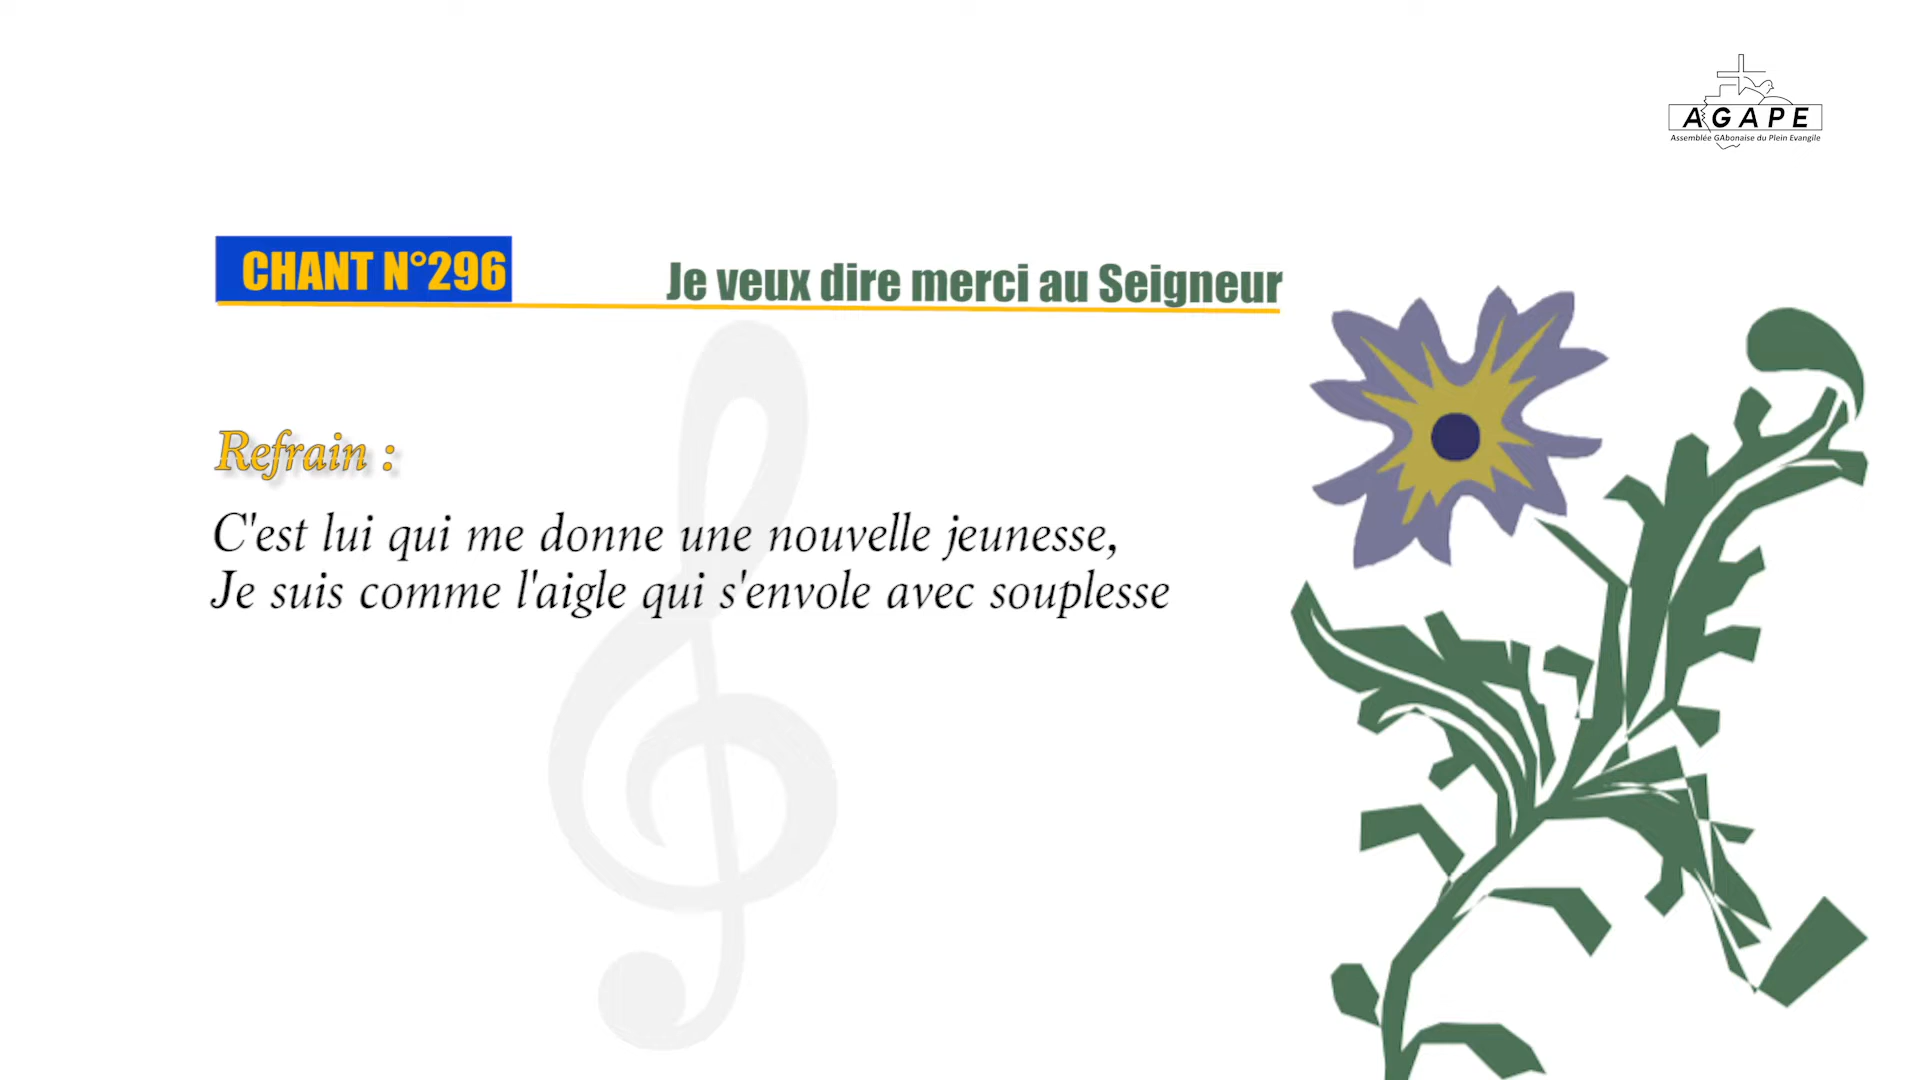 AGAPE
Assemblée GAbonaise du Plein Evangile
CHANT N°296
Je veux dire merci au Seigneur
Refrain :
C'est lui qui me donne une nouvelle jeunesse,
Je suis comme l'aigle qui s'envole avec souplesse